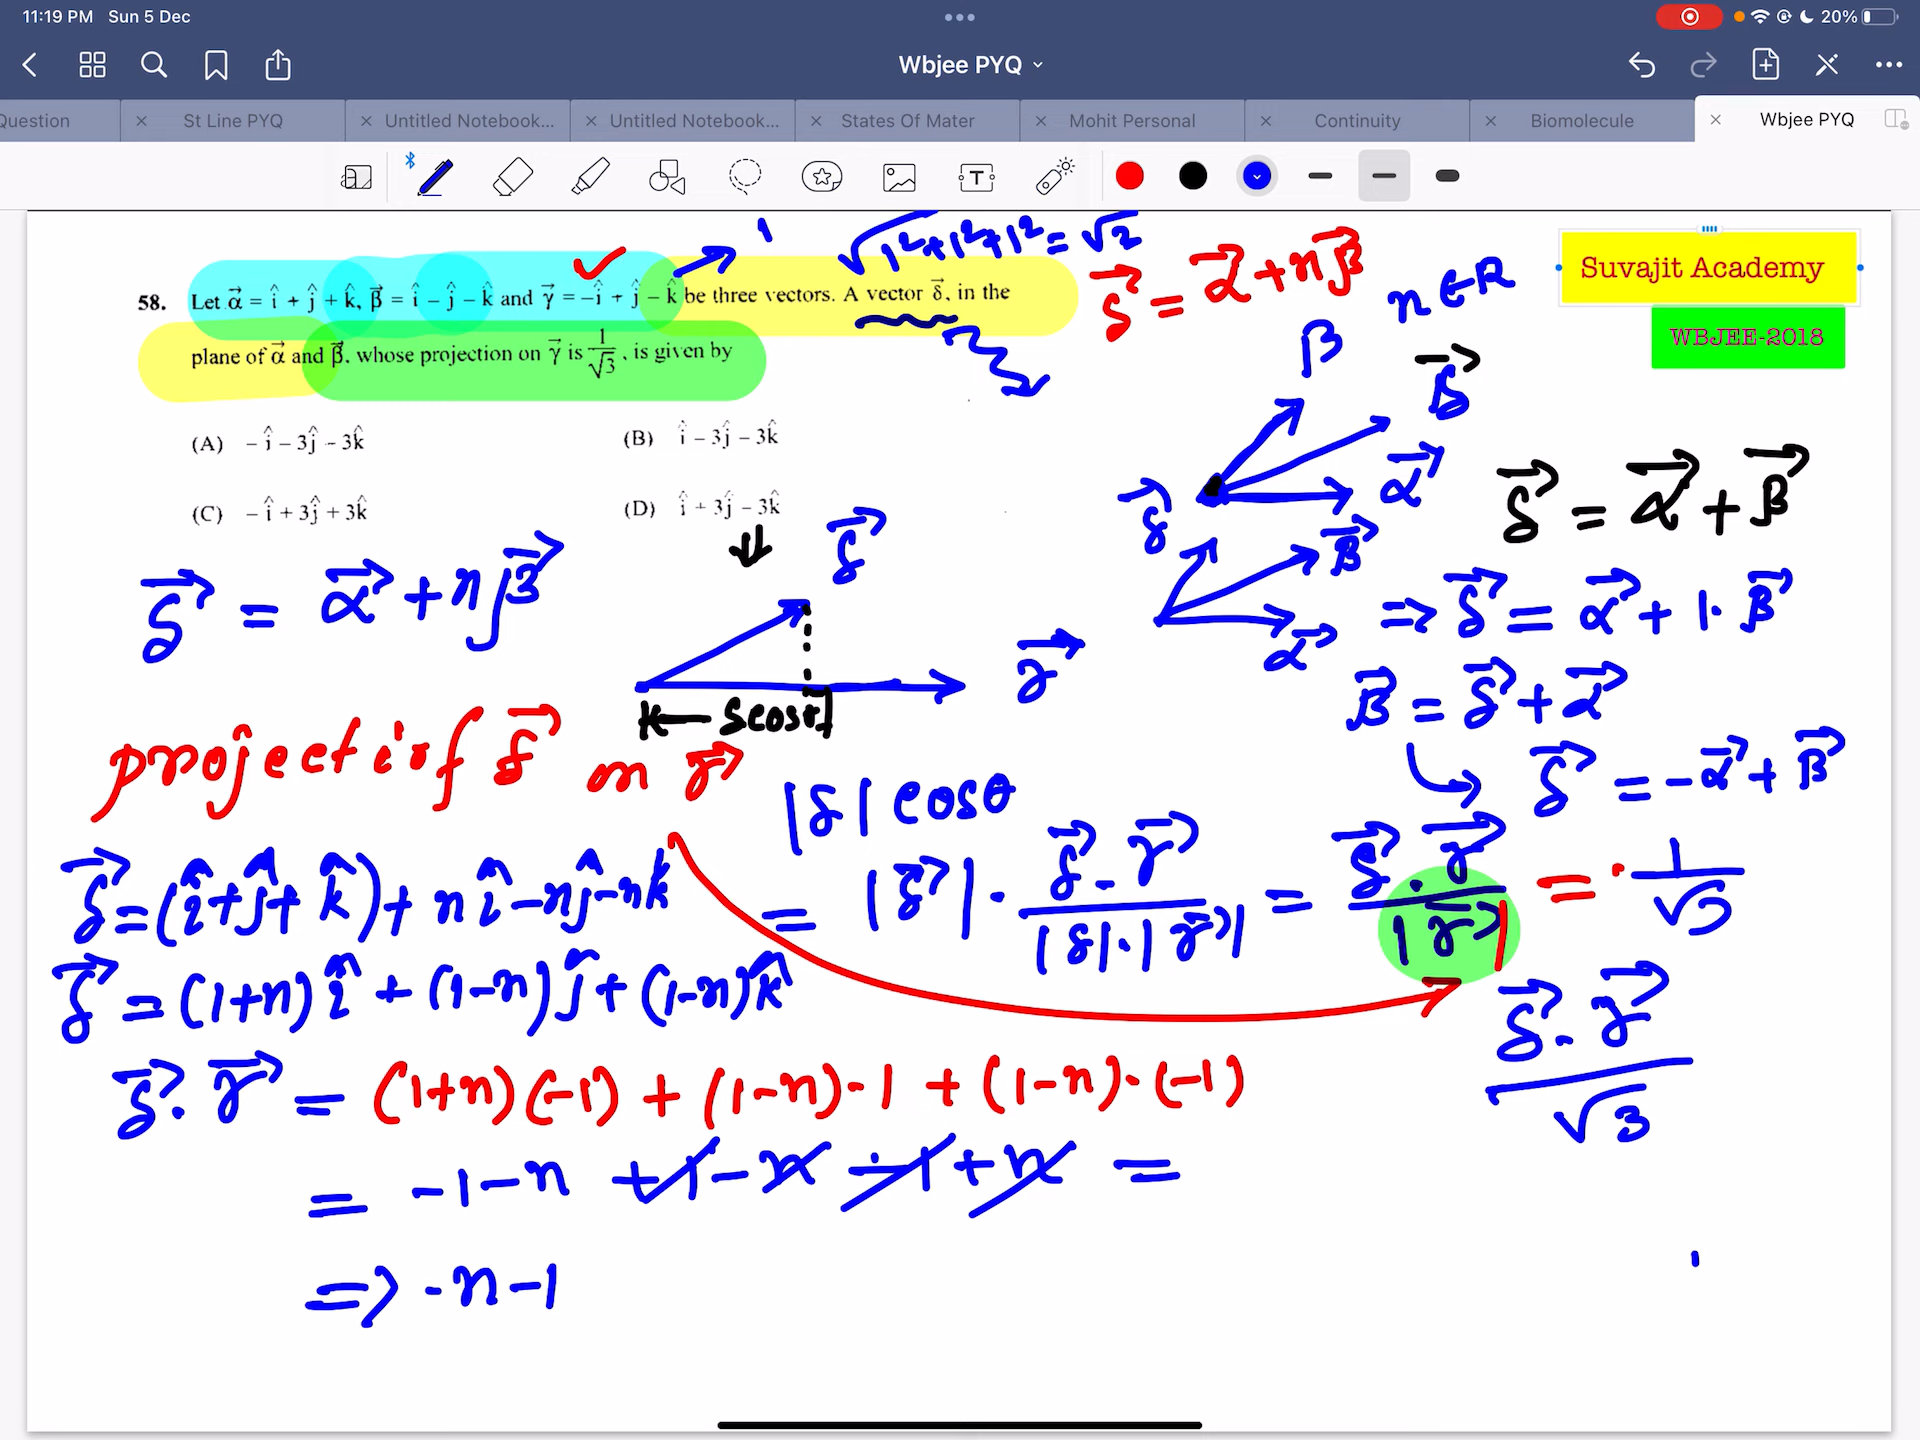 11:19 PM Sun 5 Dec
20%
Wbjee PYQ
Question
St Line PYQ
Untitled Notebook...
Untitled Notebook...
States Of Mater
Mohit Personal
Continuity
Biomolecule
Wbjee PYQ
Suvajit Academy
WBJEE-2018
58. Let α⃗ = î + ĵ + k̂, β⃗ = î – ĵ – k̂ and γ⃗ = –î + ĵ – k̂ be three vectors. A vector δ⃗, in the
plane of α⃗ and β⃗, whose projection on γ⃗ is 1/√3, is given by
(A) – î – 3ĵ – 3k̂
(B) î – 3ĵ – 3k̂
(C) – î + 3ĵ + 3k̂
(D) î + 3ĵ – 3k̂
1
√1²+1²+1² = √2
δ⃗ = α⃗ + nβ⃗
n ∈ R
β
β⃗
α⃗
δ⃗
β⃗
α⃗
δ⃗ = α⃗ + β⃗
⇒ δ⃗ = α⃗ + 1. β⃗
β⃗ = δ⃗ + α⃗
δ⃗ = –α⃗ + β⃗
δ⃗ = α⃗ + nβ⃗
δ⃗
γ⃗
δcosθ
project of δ⃗ on γ⃗
|δ| cosθ
= |δ⃗| · δ⃗ . γ⃗ / |δ|.|γ⃗| = δ⃗ . γ⃗ / |γ⃗| = 1/√3
δ⃗ = (î+ĵ+k̂) + nî – nĵ – nk̂
δ⃗ = (1+n)î + (1–n)ĵ + (1–n)k̂
δ⃗ . γ⃗ / √3
δ⃗ . γ⃗ = (1+n)(–1) + (1–n)·1 + (1–n)·(–1)
= –1–n +1–n –1+n =
⇒ –n–1